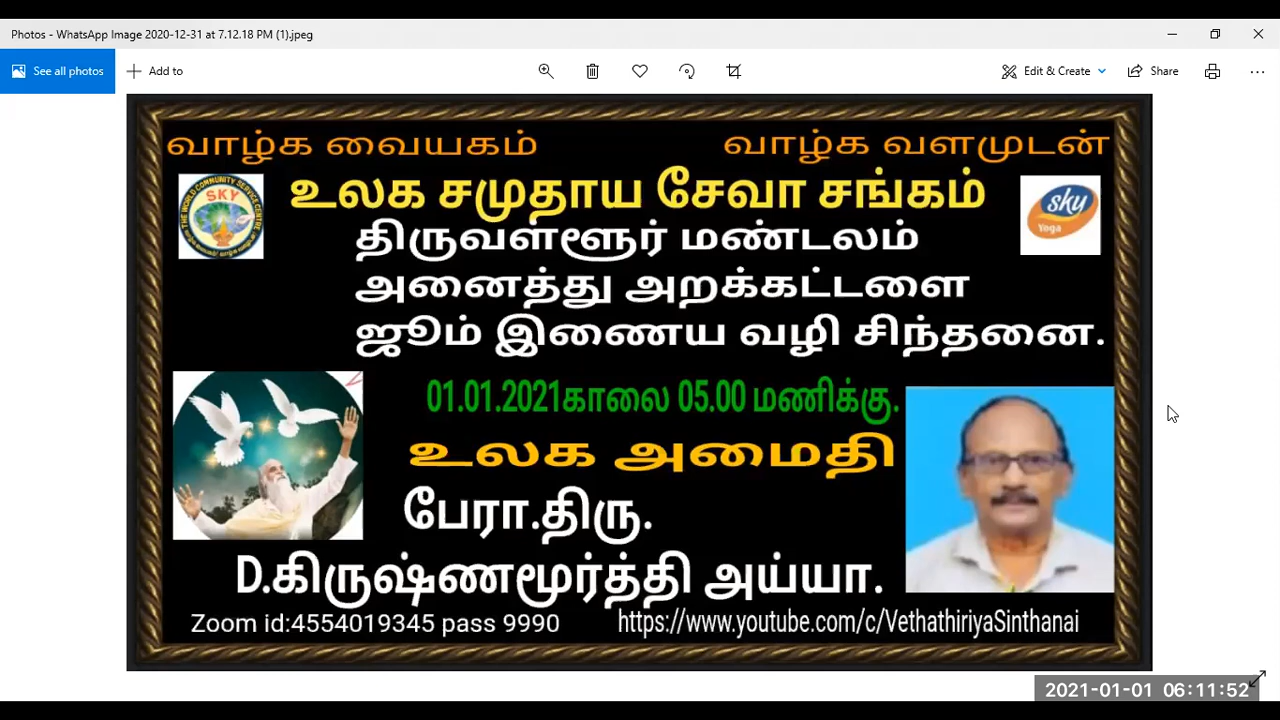 Photos - WhatsApp Image 2020-12-31 at 7.12.18 PM (1).jpeg
See all photos
Add to
Edit & Create
Share
வாழ்க வையகம்
வாழ்க வளமுடன்
உலக சமுதாய சேவா சங்கம்
SKY
sky
Yoga
திருவள்ளூர் மண்டலம்
அனைத்து அறக்கட்டளை
ஜூம் இணைய வழி சிந்தனை.
01.01.2021காலை 05.00 மணிக்கு.
உலக அமைதி
பேரா.திரு.
D.கிருஷ்ணமூர்த்தி அய்யா.
Zoom id:4554019345 pass 9990
https://www.youtube.com/c/VethathiriyaSinthanai
2021-01-01 06:11:52